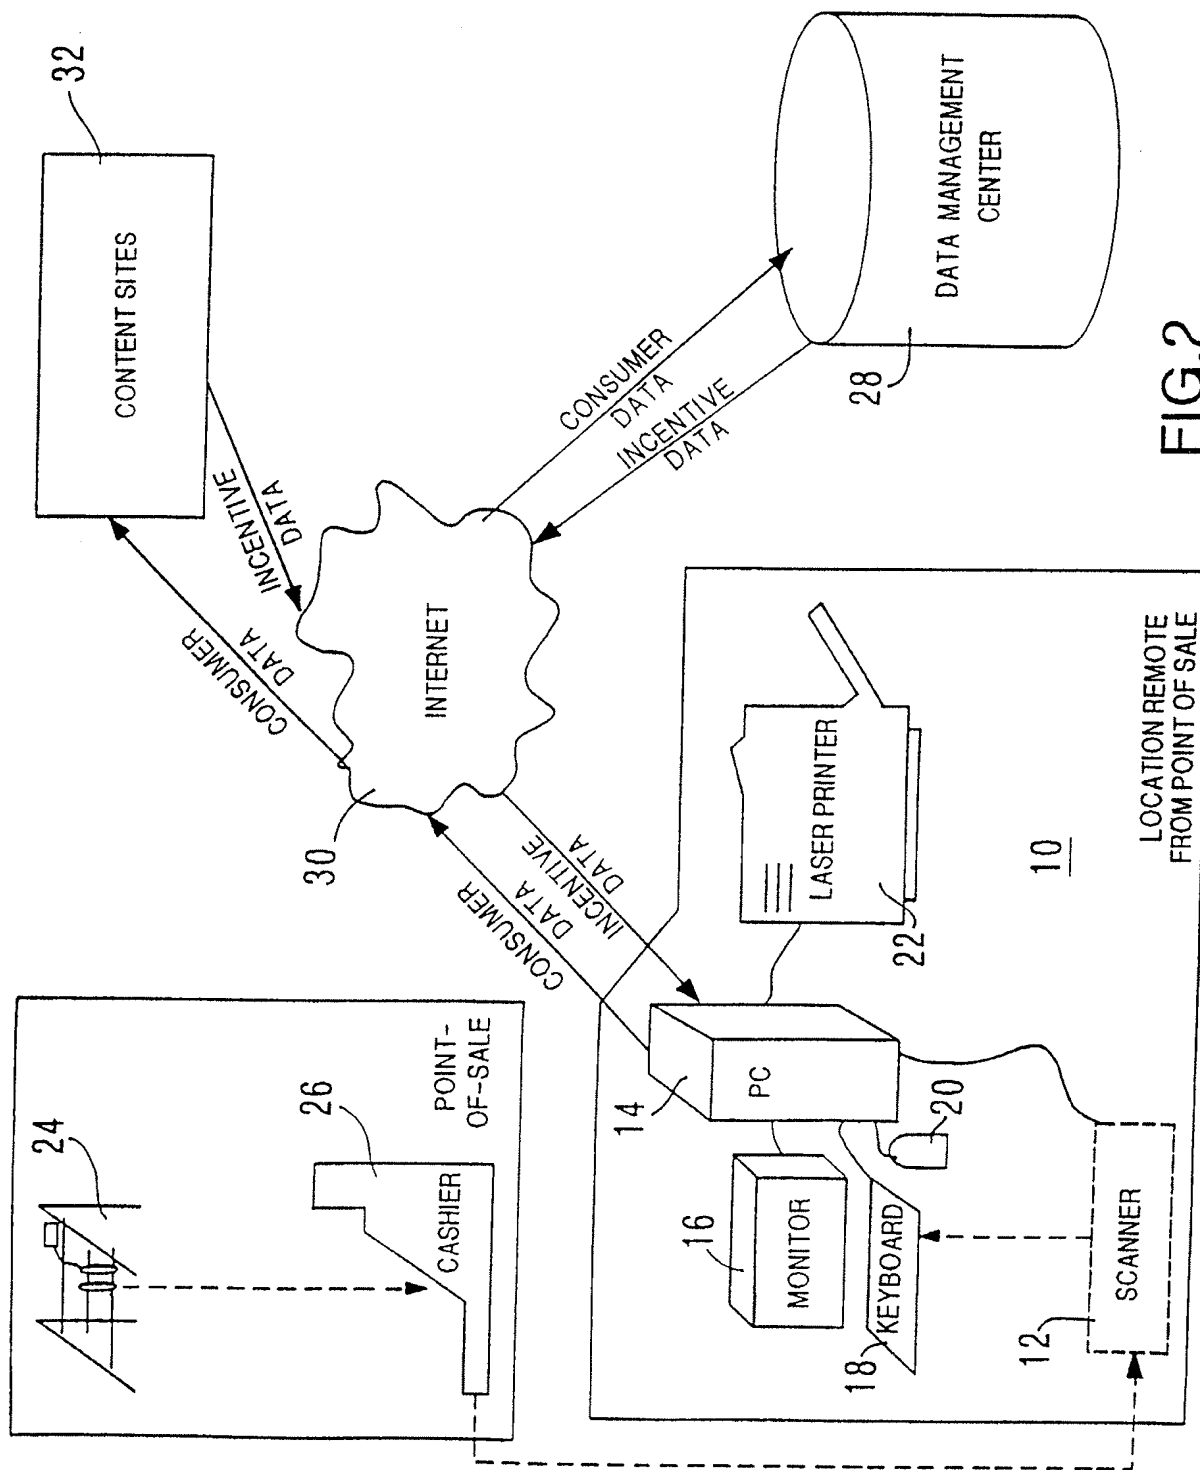 24
26
CASHIER
POINT-
OF-SALE
32
CONTENT SITES
CONSUMER
DATA
INCENTIVE
DATA
30
INTERNET
CONSUMER
DATA
INCENTIVE
DATA
CONSUMER
DATA
INCENTIVE
DATA
28
DATA MANAGEMENT
CENTER
14
PC
16
MONITOR
18
KEYBOARD
20
12
SCANNER
LASER PRINTER
22
10
LOCATION REMOTE
FROM POINT OF SALE
FIG.2